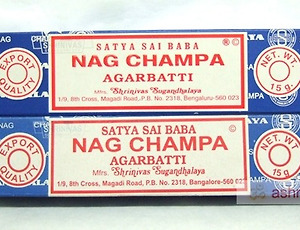 SATYA SAI BABA
NAG CHAMPA ®©
AGARBATTI
Mfrs. Shrinivas Sugandhalaya
1/9, 8th Cross, Magadi Road,.P.B. No. 2318, Bengaluru-560 023
EXPORT QUALITY
NET. WT.
15 g.
NAG
SATYA SAI BABA
NAG CHAMPA ®
AGARBATTI
Mfrs. Shrinivas Sugandhalaya
1/9, 8th Cross, Magadi Road, P.B. No. 2318, Bangalore-560 023
EXPORT QUALITY
NET. WT.
15 g.